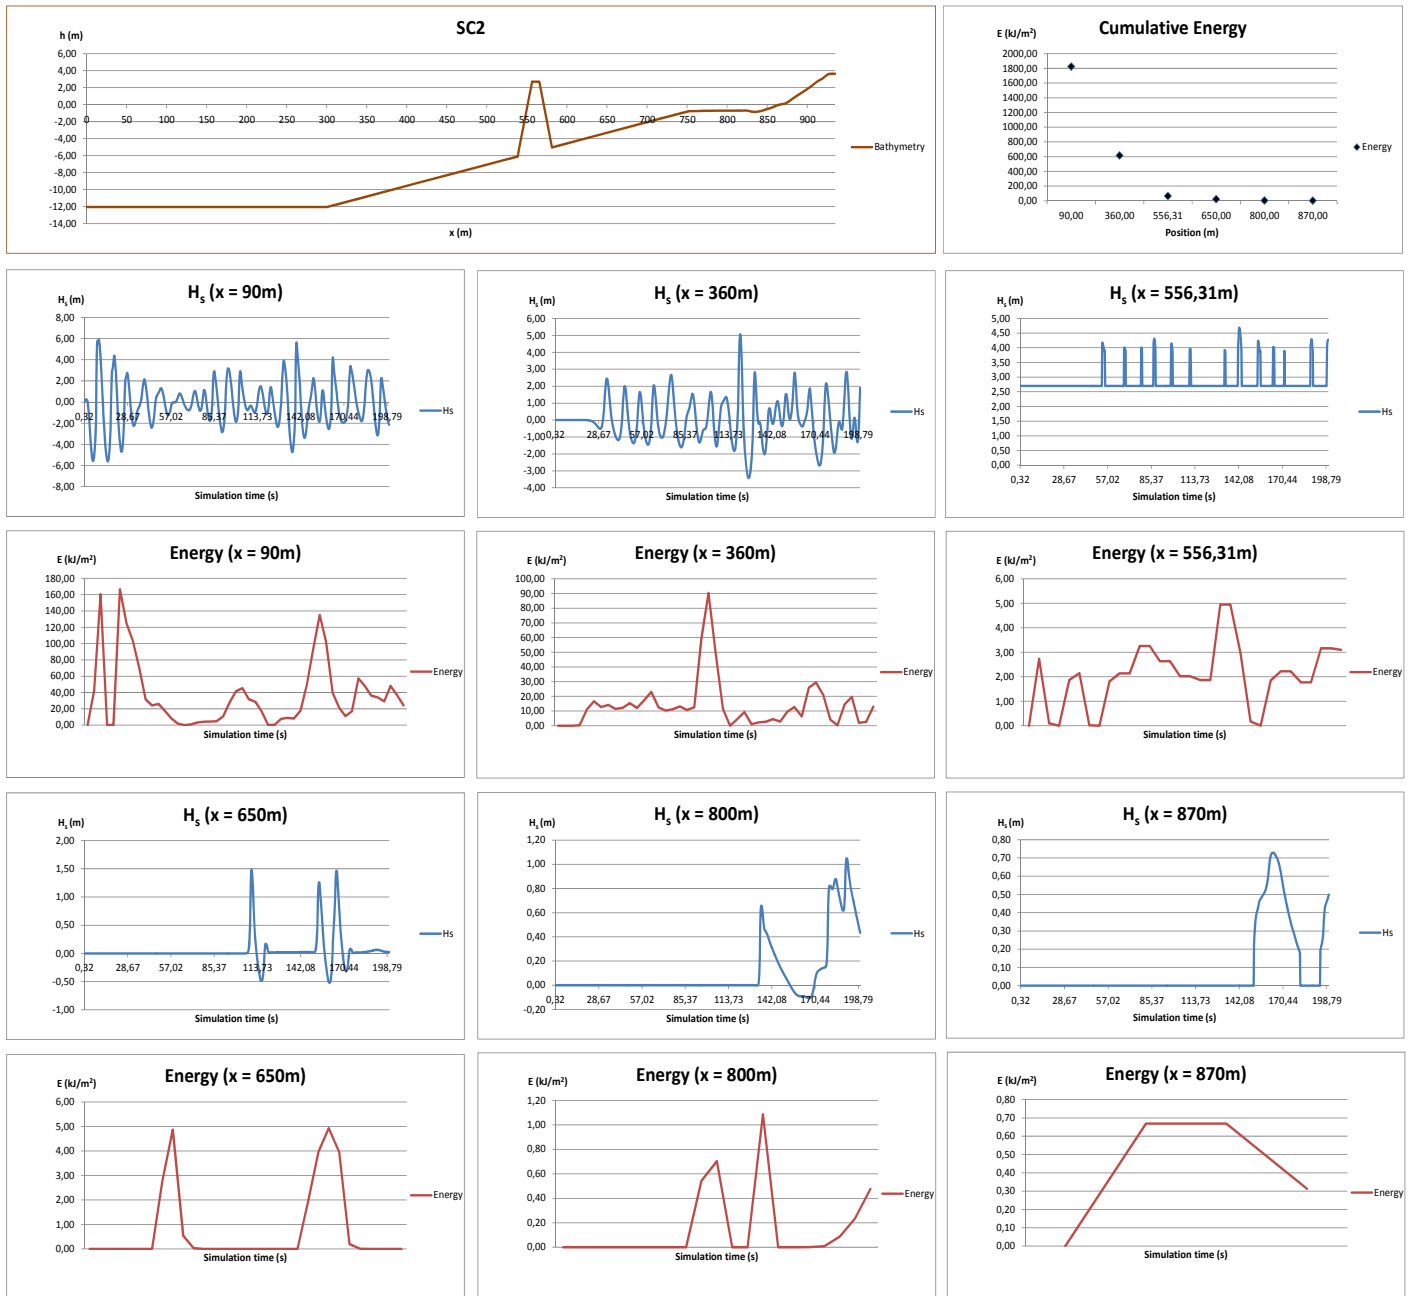 SC2
h (m)
6,00
4,00
2,00
0,00
-2,00
-4,00
-6,00
-8,00
-10,00
-12,00
-14,00
0 50 100 150 200 250 300 350 400 450 500 550 600 650 700 750 800 850 900
x (m)
Bathymetry
Cumulative Energy
E (kJ/m²)
2000,00
1800,00
1600,00
1400,00
1200,00
1000,00
800,00
600,00
400,00
200,00
0,00
90,00 360,00 556,31 650,00 800,00 870,00
Position (m)
Energy
Hs (x = 90m)
Hs (m)
8,00
6,00
4,00
2,00
0,00
-2,00
-4,00
-6,00
-8,00
0,32 28,67 57,02 85,37 113,73 142,08 170,44 198,79
Simulation time (s)
Hs
Hs (x = 360m)
Hs (m)
6,00
5,00
4,00
3,00
2,00
1,00
0,00
-1,00
-2,00
-3,00
-4,00
0,32 28,67 57,02 85,37 113,73 142,08 170,44 198,79
Simulation time (s)
Hs
Hs (x = 556,31m)
Hs (m)
5,00
4,50
4,00
3,50
3,00
2,50
2,00
1,50
1,00
0,50
0,00
0,32 28,67 57,02 85,37 113,73 142,08 170,44 198,79
Simulation time (s)
Hs
Energy (x = 90m)
E (kJ/m²)
180,00
160,00
140,00
120,00
100,00
80,00
60,00
40,00
20,00
0,00
Simulation time (s)
Energy
Energy (x = 360m)
E (kJ/m²)
100,00
90,00
80,00
70,00
60,00
50,00
40,00
30,00
20,00
10,00
0,00
Simulation time (s)
Energy
Energy (x = 556,31m)
E (kJ/m²)
6,00
5,00
4,00
3,00
2,00
1,00
0,00
Simulation time (s)
Energy
Hs (x = 650m)
Hs (m)
2,00
1,50
1,00
0,50
0,00
-0,50
-1,00
0,32 28,67 57,02 85,37 113,73 142,08 170,44 198,79
Simulation time (s)
Hs
Hs (x = 800m)
Hs (m)
1,20
1,00
0,80
0,60
0,40
0,20
0,00
-0,20
0,32 28,67 57,02 85,37 113,73 142,08 170,44 198,79
Simulation time (s)
Hs
Hs (x = 870m)
Hs (m)
0,80
0,70
0,60
0,50
0,40
0,30
0,20
0,10
0,00
0,32 28,67 57,02 85,37 113,73 142,08 170,44 198,79
Simulation time (s)
Hs
Energy (x = 650m)
E (kJ/m²)
6,00
5,00
4,00
3,00
2,00
1,00
0,00
Simulation time (s)
Energy
Energy (x = 800m)
E (kJ/m²)
1,20
1,00
0,80
0,60
0,40
0,20
0,00
Simulation time (s)
Energy
Energy (x = 870m)
E (kJ/m²)
0,80
0,70
0,60
0,50
0,40
0,30
0,20
0,10
0,00
Simulation time (s)
Energy